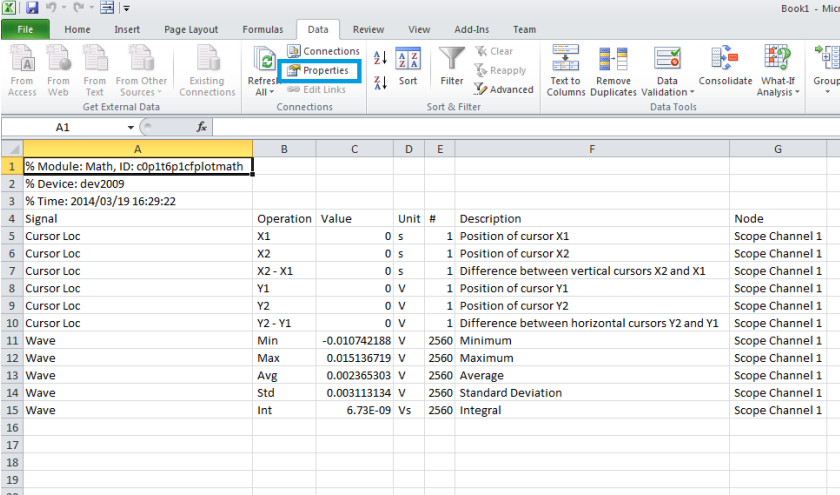 Book1 - Micr
File Home Insert Page Layout Formulas Data Review View Add-Ins Team
From Access
From Web
From Text
From Other Sources
Existing Connections
Get External Data
Refresh All
Connections
Properties
Edit Links
Connections
Sort
Filter
Clear
Reapply
Advanced
Sort & Filter
Text to Columns
Remove Duplicates
Data Validation
Consolidate
What-If Analysis
Data Tools
Group
A1 fx
A B C D E F G
1 % Module: Math, ID: c0p1t6p1cfplotmath
2 % Device: dev2009
3 % Time: 2014/03/19 16:29:22
4 Signal Operation Value Unit # Description Node
5 Cursor Loc X1 0 s 1 Position of cursor X1 Scope Channel 1
6 Cursor Loc X2 0 s 1 Position of cursor X2 Scope Channel 1
7 Cursor Loc X2 - X1 0 s 1 Difference between vertical cursors X2 and X1 Scope Channel 1
8 Cursor Loc Y1 0 V 1 Position of cursor Y1 Scope Channel 1
9 Cursor Loc Y2 0 V 1 Position of cursor Y2 Scope Channel 1
10 Cursor Loc Y2 - Y1 0 V 1 Difference between horizontal cursors Y2 and Y1 Scope Channel 1
11 Wave Min -0.010742188 V 2560 Minimum Scope Channel 1
12 Wave Max 0.015136719 V 2560 Maximum Scope Channel 1
13 Wave Avg 0.002365303 V 2560 Average Scope Channel 1
14 Wave Std 0.003113134 V 2560 Standard Deviation Scope Channel 1
15 Wave Int 6.73E-09 Vs 2560 Integral Scope Channel 1
16
17
18
19